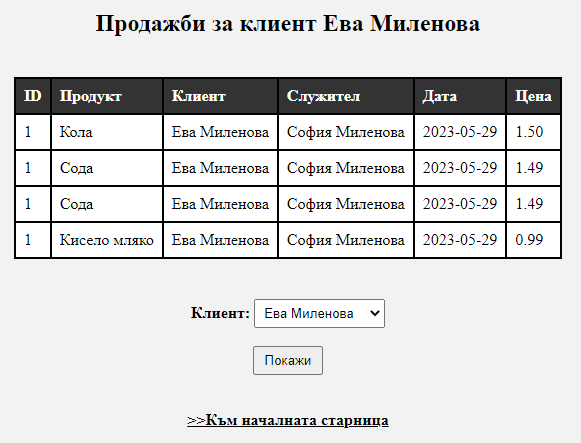 Продажби за клиент Ева Миленова
ID Продукт Клиент Служител Дата Цена
1 Кола Ева Миленова София Миленова 2023-05-29 1.50
1 Сода Ева Миленова София Миленова 2023-05-29 1.49
1 Сода Ева Миленова София Миленова 2023-05-29 1.49
1 Кисело мляко Ева Миленова София Миленова 2023-05-29 0.99
Клиент: Ева Миленова
Покажи
>>Към началната старница